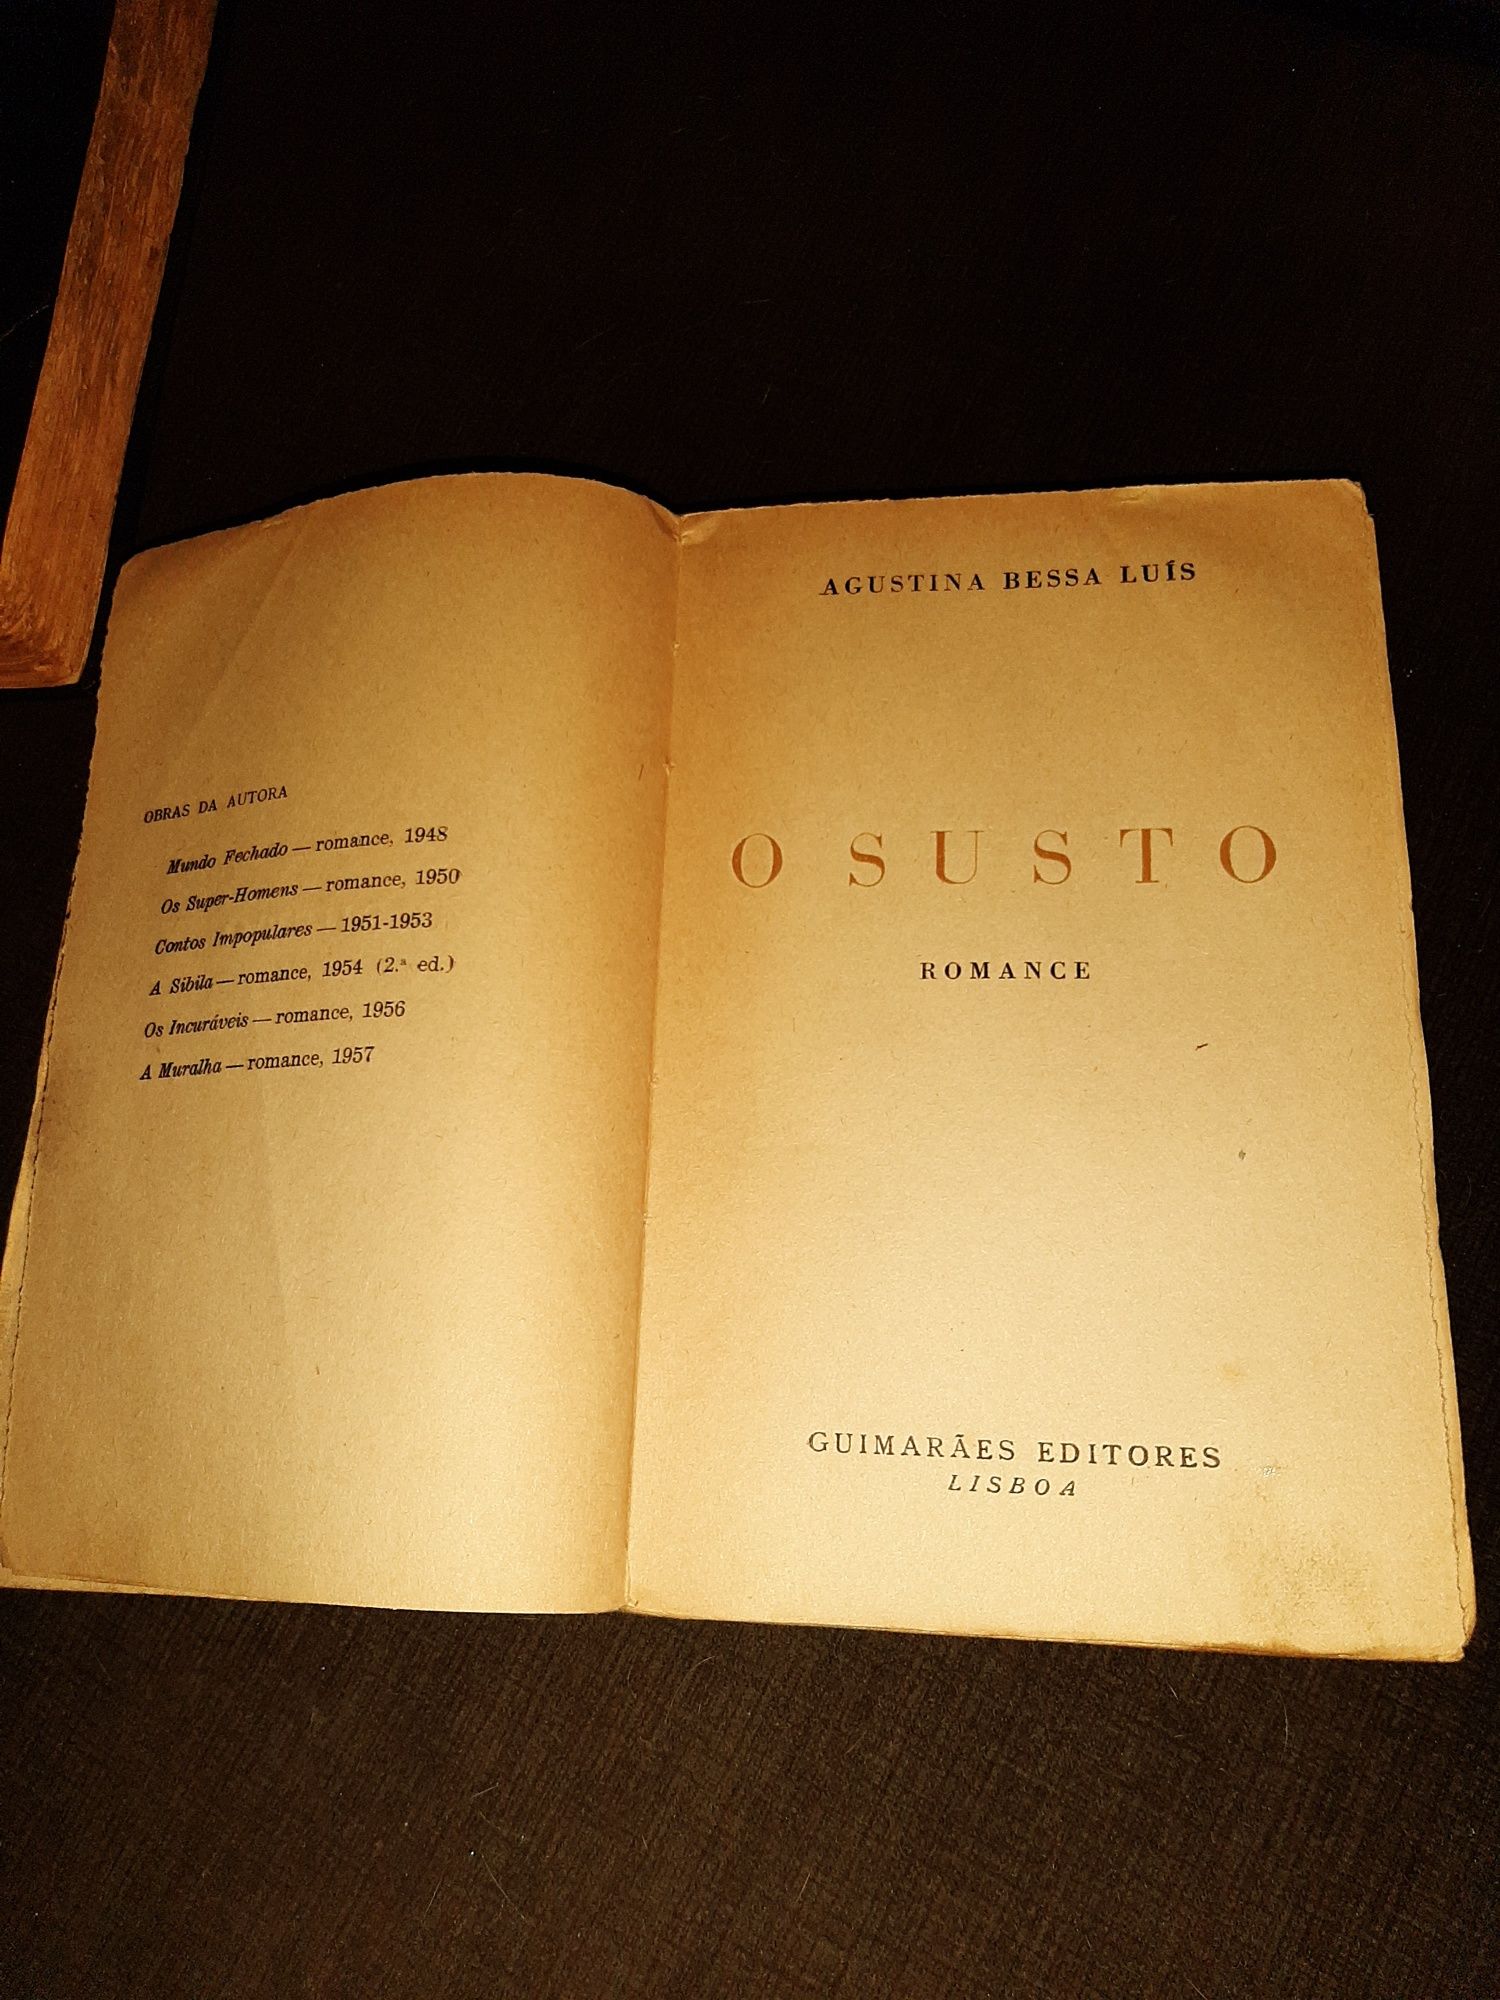 OBRAS DA AUTORA
Mundo Fechado — romance, 1948
Os Super-Homens — romance, 1950
Contos Impopulares — 1951-1953
A Sibila — romance, 1954 (2.ª ed.)
Os Incuráveis — romance, 1956
A Muralha — romance, 1957
AGUSTINA BESSA LUÍS
O SUSTO
ROMANCE
GUIMARÃES EDITORES
LISBOA